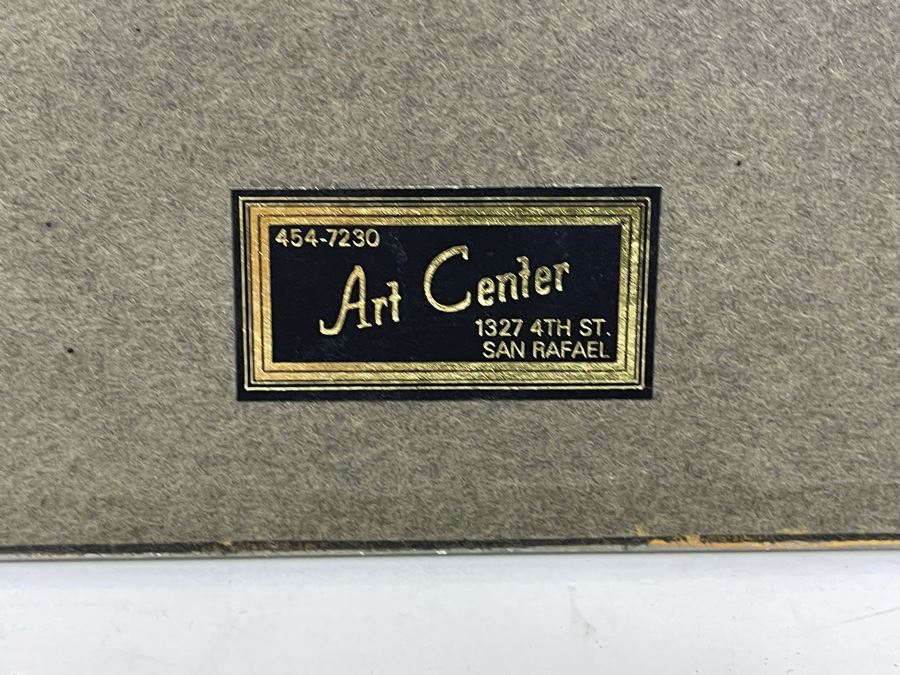 454-7230
Art Center
1327 4TH ST.
SAN RAFAEL